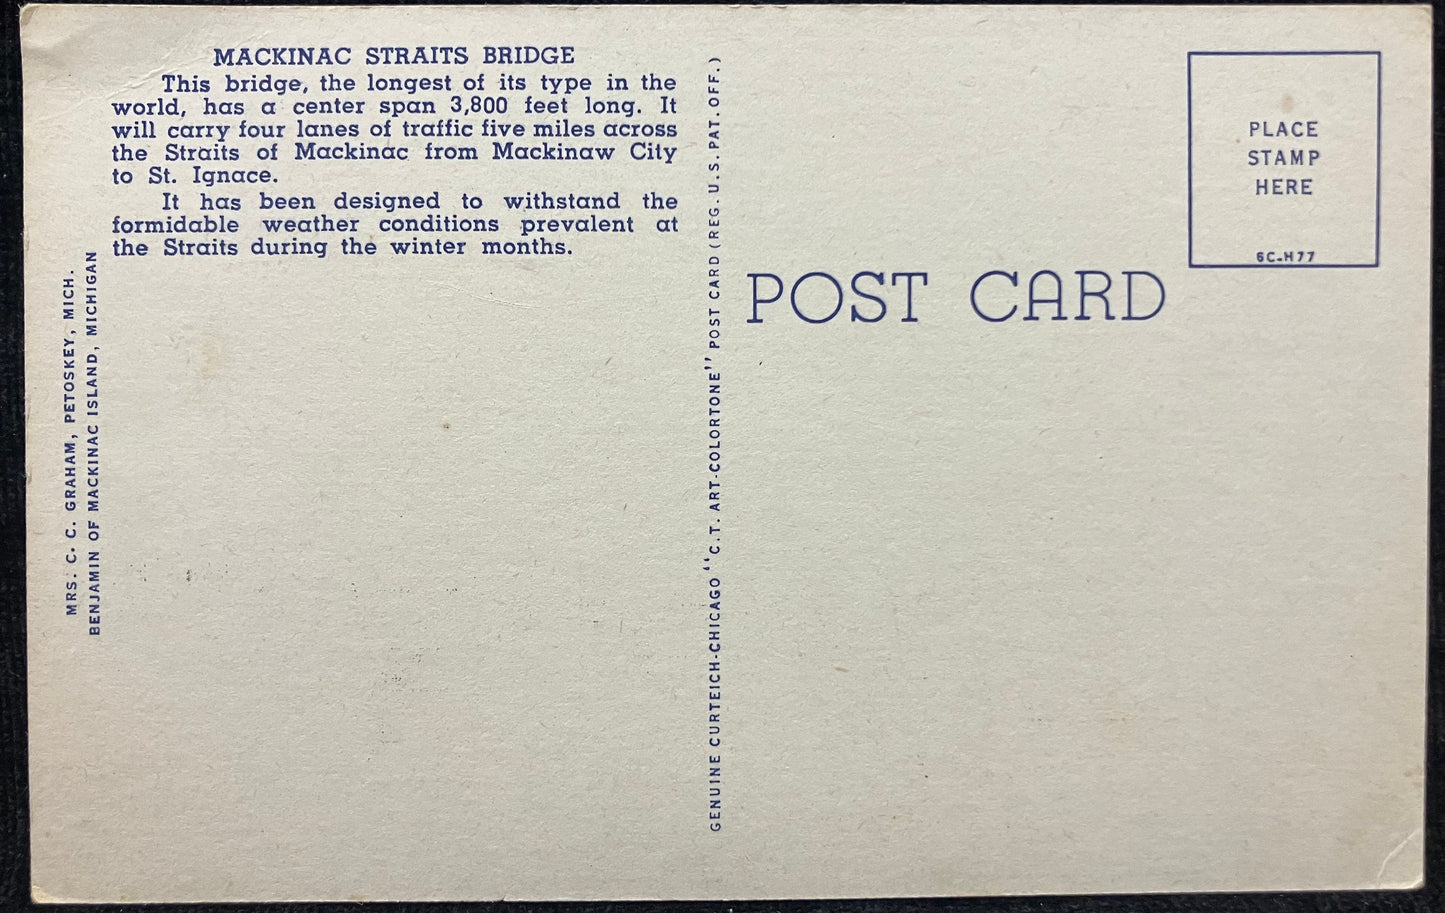 MACKINAC STRAITS BRIDGE
This bridge, the longest of its type in the
world, has a center span 3,800 feet long. It
will carry four lanes of traffic five miles across
the Straits of Mackinac from Mackinaw City
to St. Ignace.
It has been designed to withstand the
formidable weather conditions prevalent at
the Straits during the winter months.
MRS. C. C. GRAHAM, PETOSKEY, MICH.
BENJAMIN OF MACKINAC ISLAND, MICHIGAN
GENUINE CURTEICH-CHICAGO "C.T. ART-COLORTONE" POST CARD (REG. U.S. PAT. OFF.)
POST CARD
PLACE
STAMP
HERE
6C-H77